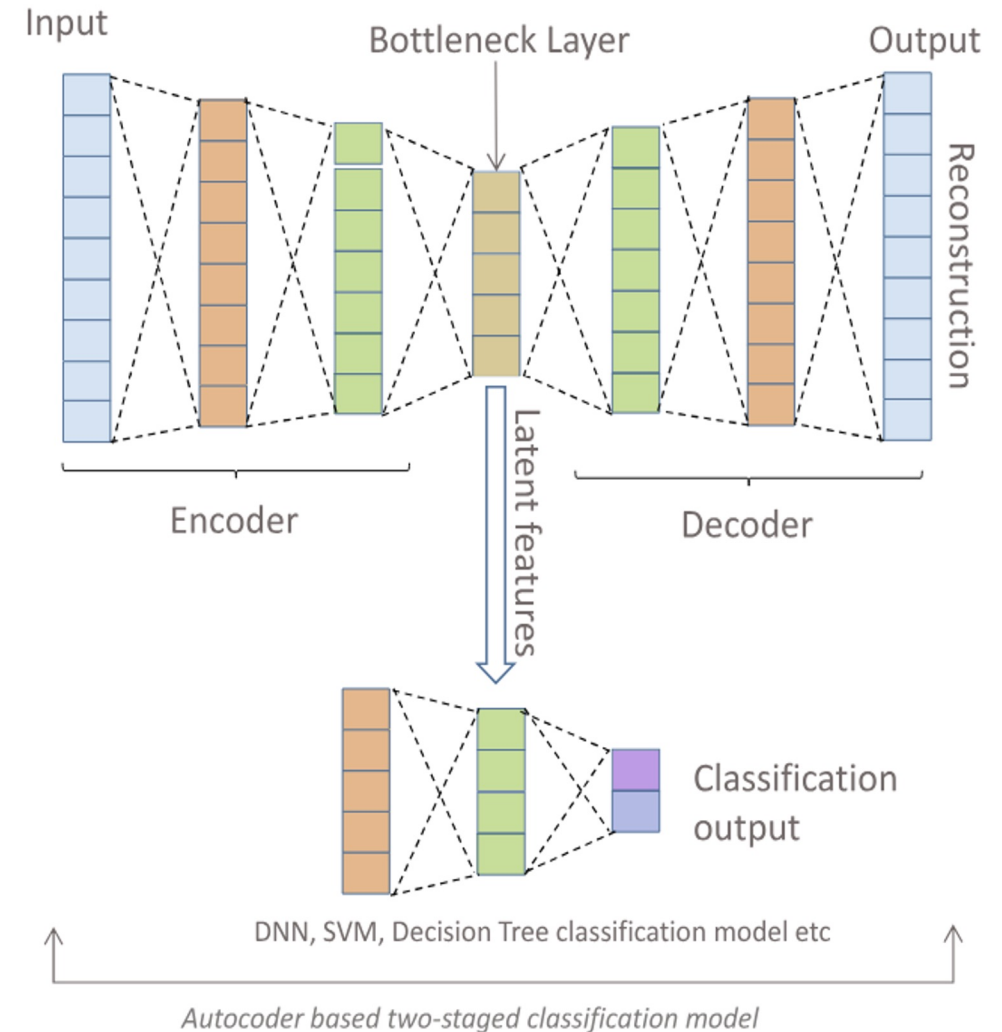 Input
Bottleneck Layer
Output
Reconstruction
Encoder
Decoder
Latent features
Classification
output
DNN, SVM, Decision Tree classification model etc
Autocoder based two-staged classification model